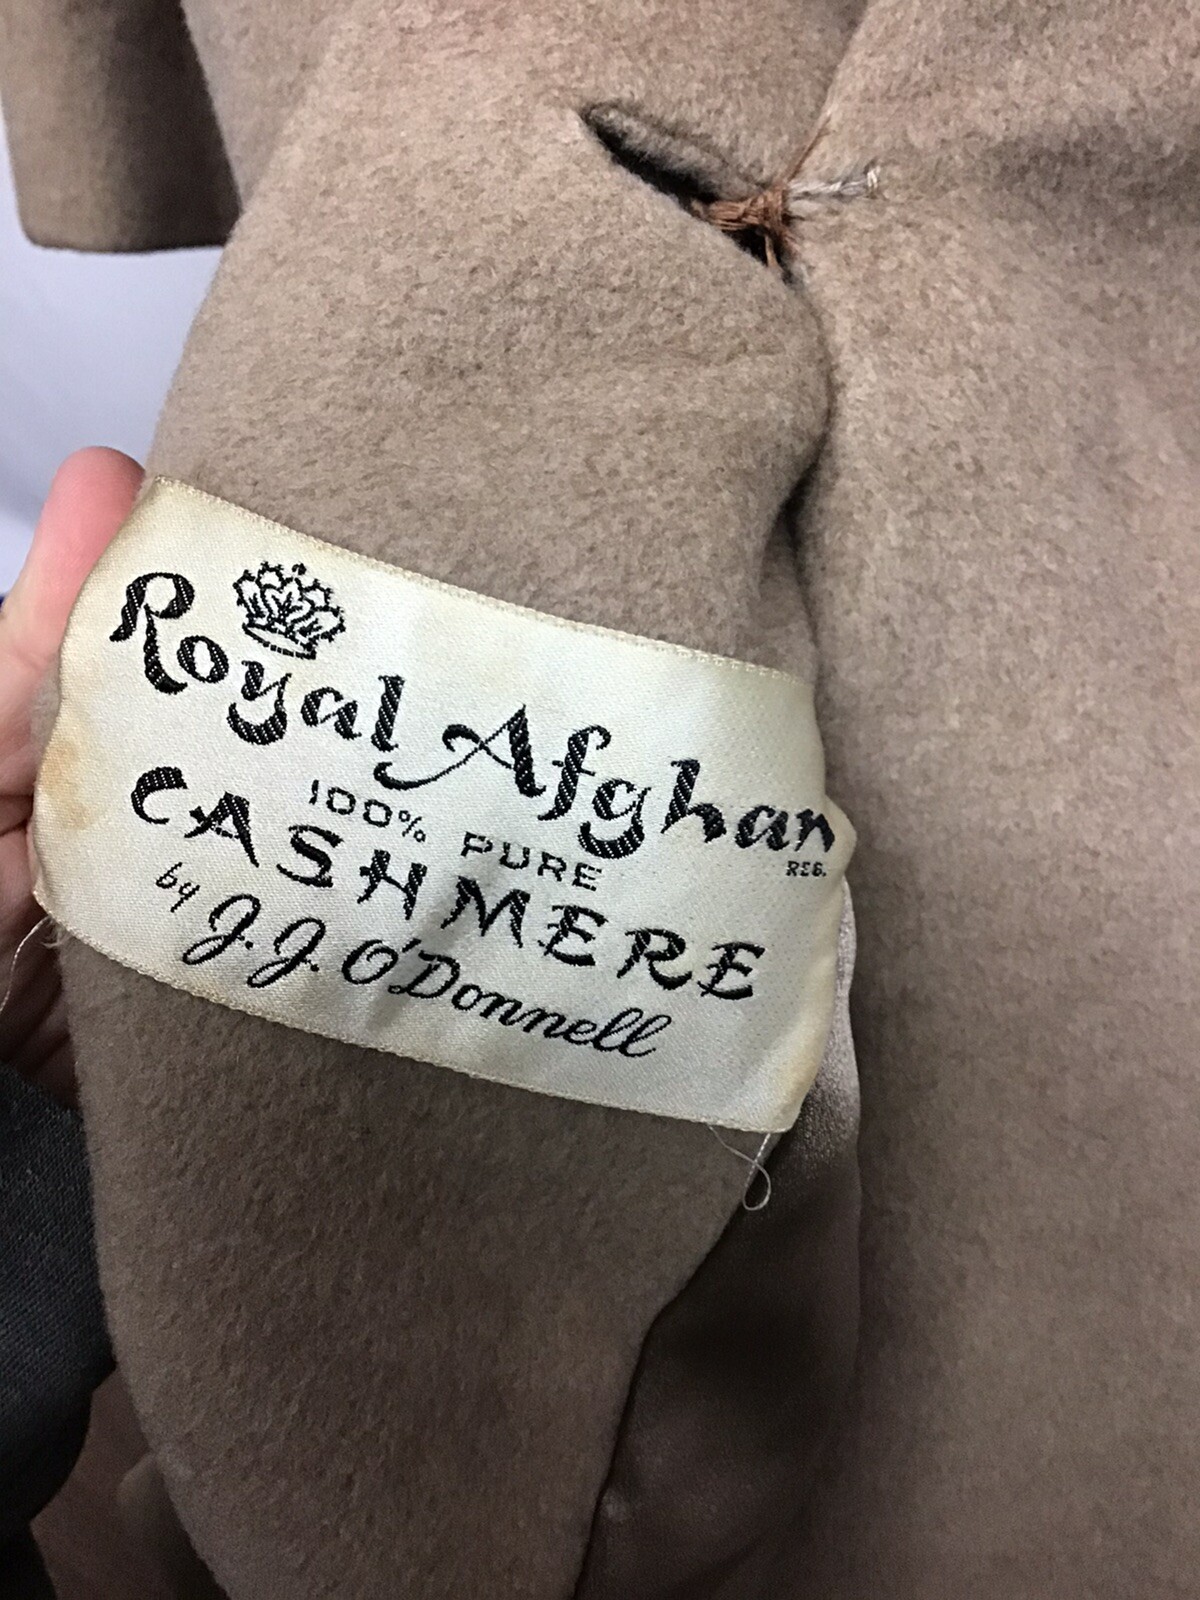 Royal Afghan
REG.
100% PURE
CASHMERE
by J.J. O'Donnell